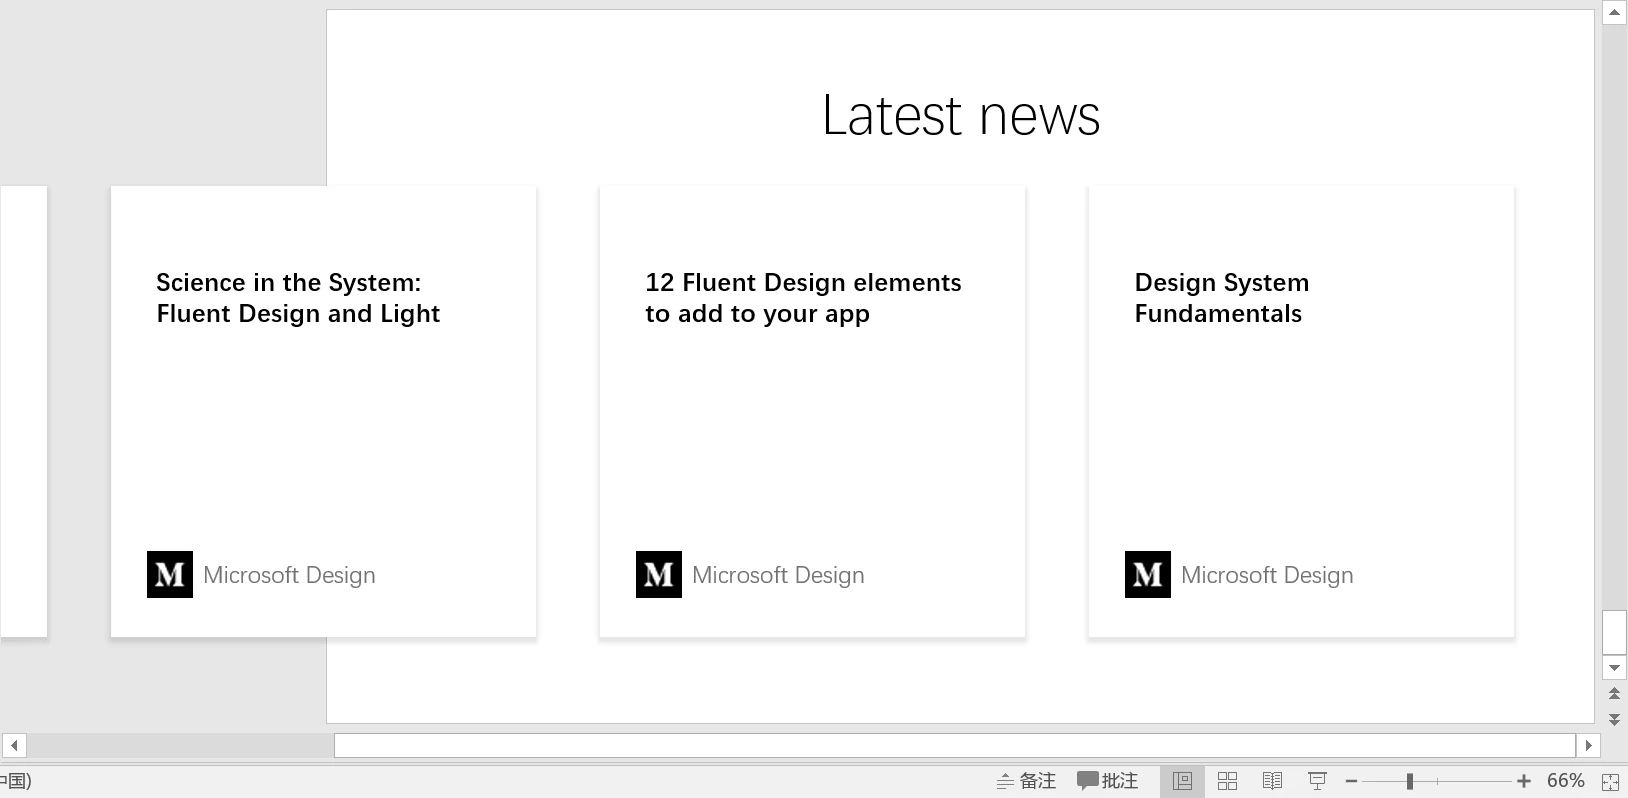 Latest news
Science in the System:
Fluent Design and Light
12 Fluent Design elements
to add to your app
Design System
Fundamentals
M Microsoft Design
M Microsoft Design
M Microsoft Design
中国)
备注
批注
66%